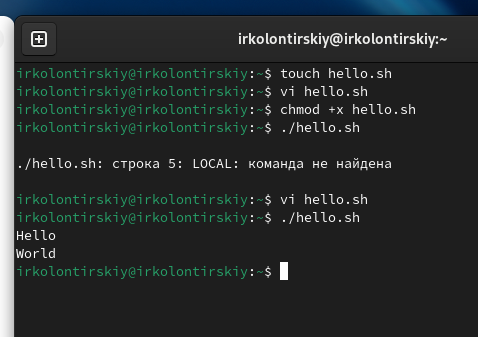 irkolontirskiy@irkolontirskiy:~
irkolontirskiy@irkolontirskiy:~$ touch hello.sh
irkolontirskiy@irkolontirskiy:~$ vi hello.sh
irkolontirskiy@irkolontirskiy:~$ chmod +x hello.sh
irkolontirskiy@irkolontirskiy:~$ ./hello.sh
./hello.sh: строка 5: LOCAL: команда не найдена
irkolontirskiy@irkolontirskiy:~$ vi hello.sh
irkolontirskiy@irkolontirskiy:~$ ./hello.sh
Hello
World
irkolontirskiy@irkolontirskiy:~$